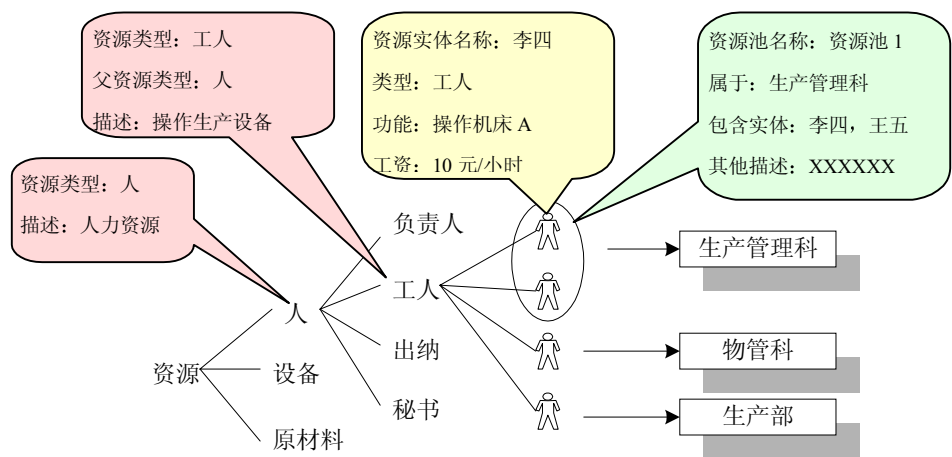 资源类型：工人
父资源类型：人
描述：操作生产设备
资源实体名称：李四
类型：工人
功能：操作机床 A
工资：10 元/小时
资源池名称：资源池 1
属于：生产管理科
包含实体：李四，王五
其他描述：XXXXXX
资源类型：人
描述：人力资源
负责人
生产管理科
人
工人
出纳
物管科
资源
设备
秘书
生产部
原材料